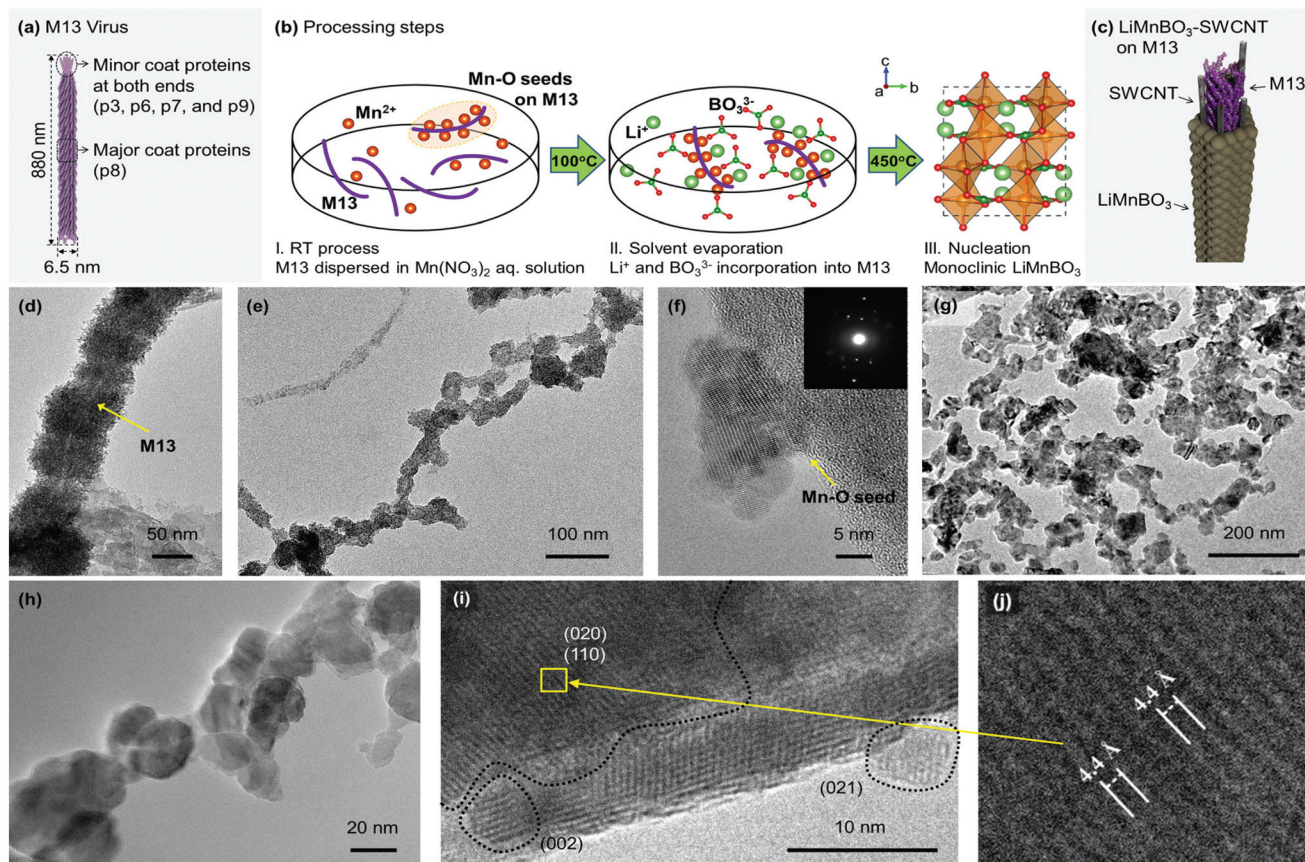 (a) M13 Virus
Minor coat proteins
at both ends
(p3, p6, p7, and p9)
880 nm
Major coat proteins
(p8)
6.5 nm
(b) Processing steps
Mn-O seeds
on M13
Mn²⁺
M13
100°C
I. RT process
M13 dispersed in Mn(NO₃)₂ aq. solution
BO₃³⁻
Li⁺
450°C
II. Solvent evaporation
Li⁺ and BO₃³⁻ incorporation into M13
c
a
b
III. Nucleation
Monoclinic LiMnBO₃
(c) LiMnBO₃-SWCNT
on M13
SWCNT
M13
LiMnBO₃
(d)
M13
50 nm
(e)
100 nm
(f)
Mn-O seed
5 nm
(g)
200 nm
(h)
20 nm
(i)
(020)
(110)
(021)
(002)
10 nm
(j)
4.4 Å
4.4 Å